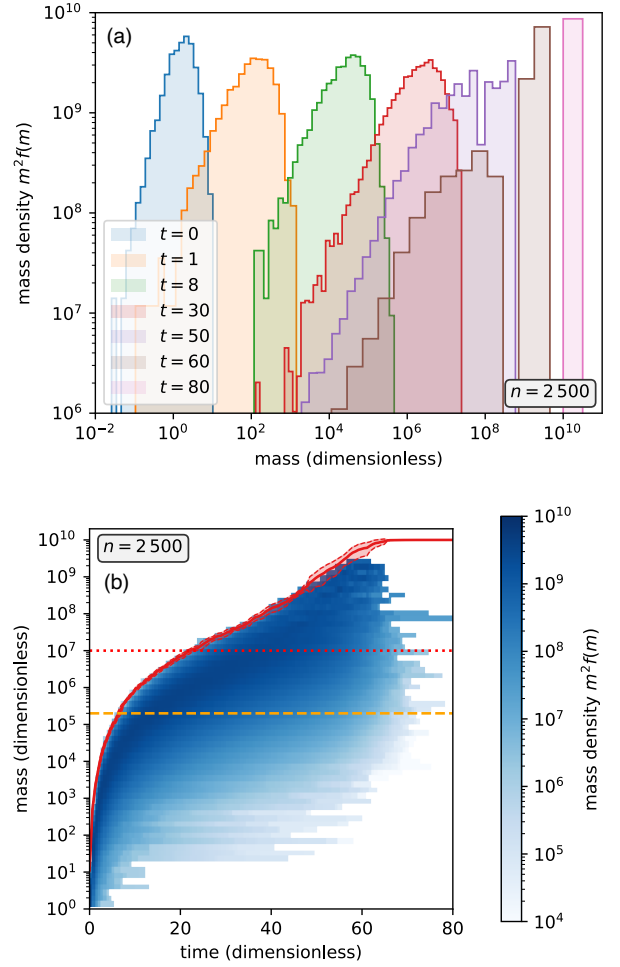 (a)
10^10
10^9
10^8
10^7
10^6
mass density m^2 f(m)
t = 0
t = 1
t = 8
t = 30
t = 50
t = 60
t = 80
n = 2 500
10^−2 10^0 10^2 10^4 10^6 10^8 10^10
mass (dimensionless)
n = 2 500
(b)
10^10
10^9
10^8
10^7
10^6
10^5
10^4
10^3
10^2
10^1
10^0
mass (dimensionless)
0 20 40 60 80
time (dimensionless)
10^10
10^9
10^8
10^7
10^6
10^5
10^4
mass density m^2 f(m)